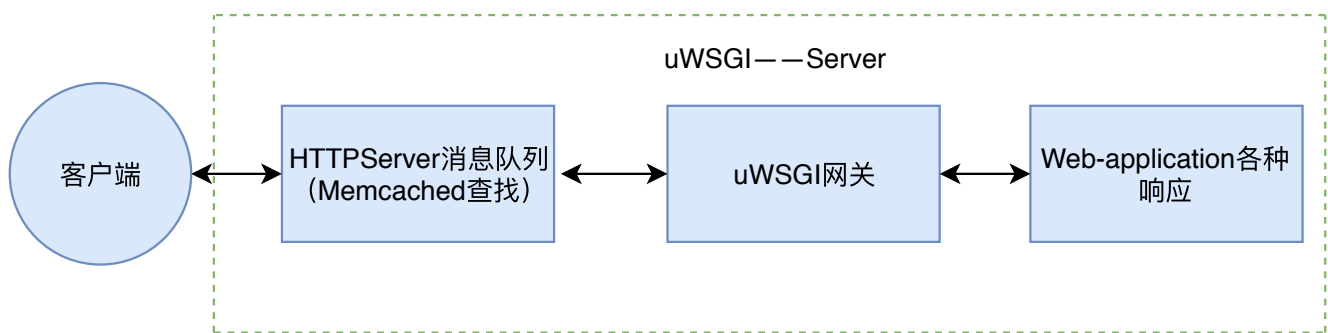 uWSGI——Server
客户端
HTTPServer消息队列
（Memcached查找）
uWSGI网关
Web-application各种
响应